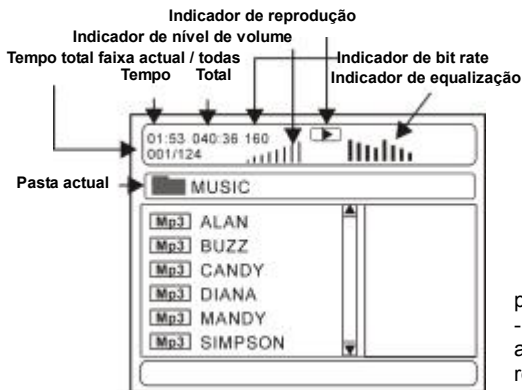 Indicador de reprodução
Indicador de nível de volume
Tempo total faixa actual / todas
Indicador de bit rate
Tempo Total
Indicador de equalização
01:53 040:36 160
001/124
Pasta actual
MUSIC
Mp3 ALAN
Mp3 BUZZ
Mp3 CANDY
Mp3 DIANA
Mp3 MANDY
Mp3 SIMPSON
p
-
a
r